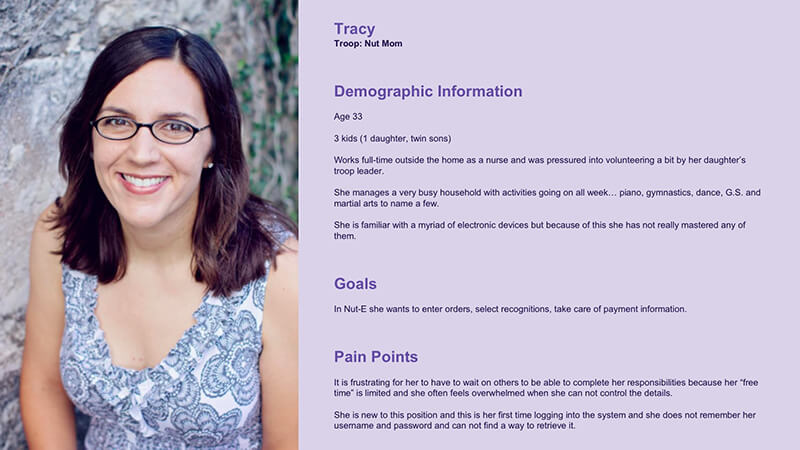 Tracy
Troop: Nut Mom
Demographic Information
Age 33
3 kids (1 daughter, twin sons)
Works full-time outside the home as a nurse and was pressured into volunteering a bit by her daughter's
troop leader.
She manages a very busy household with activities going on all week… piano, gymnastics, dance, G.S. and
martial arts to name a few.
She is familiar with a myriad of electronic devices but because of this she has not really mastered any of
them.
Goals
In Nut-E she wants to enter orders, select recognitions, take care of payment information.
Pain Points
It is frustrating for her to have to wait on others to be able to complete her responsibilities because her “free
time” is limited and she often feels overwhelmed when she can not control the details.
She is new to this position and this is her first time logging into the system and she does not remember her
username and password and can not find a way to retrieve it.